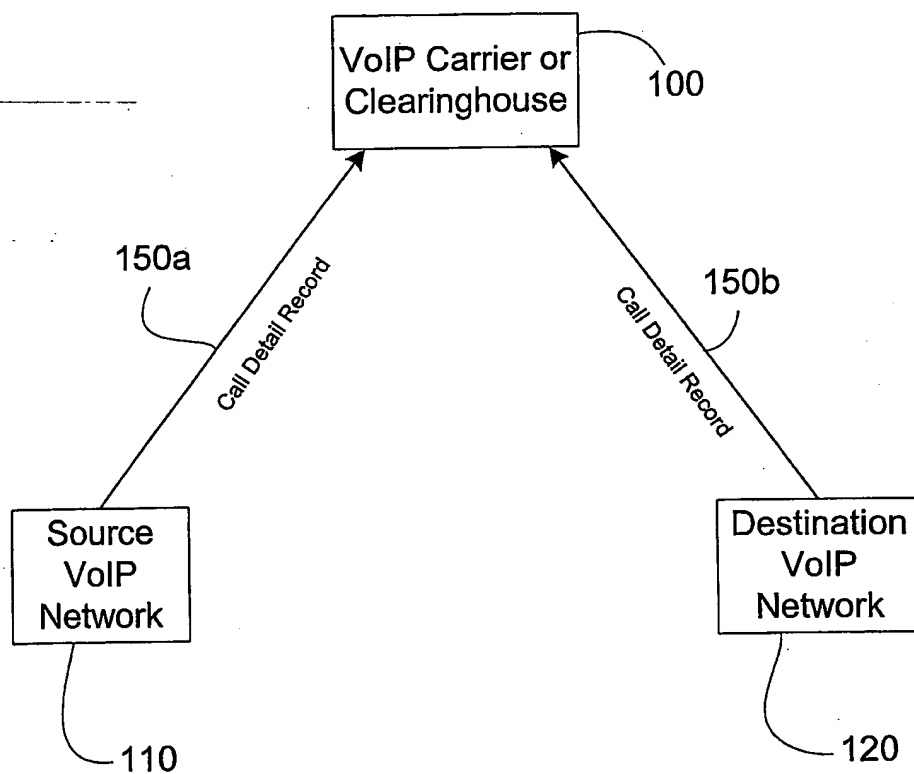 VoIP Carrier or
Clearinghouse
100
150a
Call Detail Record
150b
Call Detail Record
Source
VoIP
Network
Destination
VoIP
Network
110
120